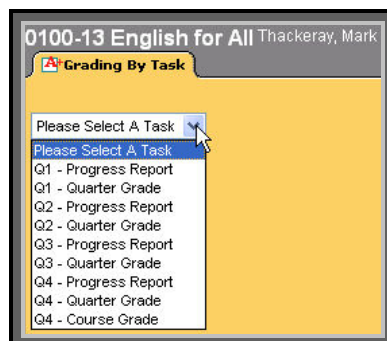 0100-13 English for All Thackeray, Mark
A+ Grading By Task
Please Select A Task
Please Select A Task
Q1 - Progress Report
Q1 - Quarter Grade
Q2 - Progress Report
Q2 - Quarter Grade
Q3 - Progress Report
Q3 - Quarter Grade
Q4 - Progress Report
Q4 - Quarter Grade
Q4 - Course Grade